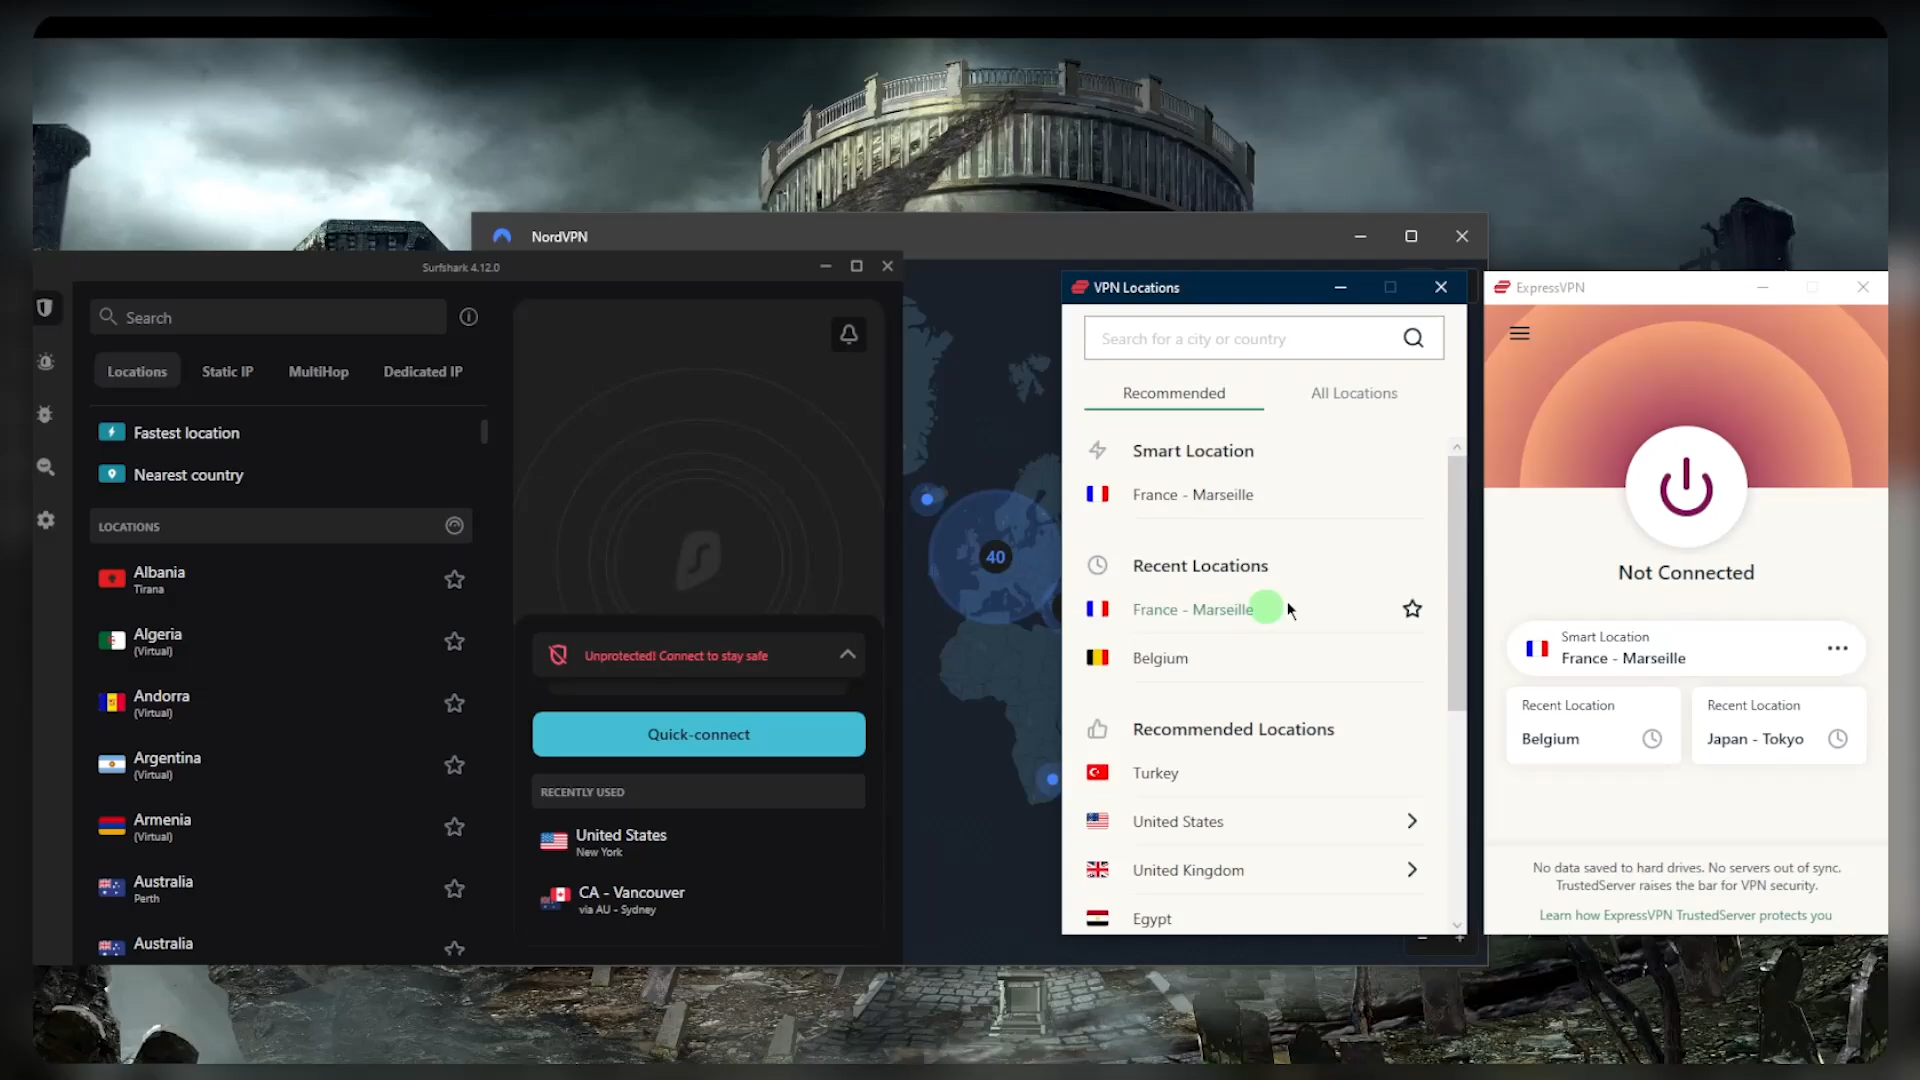 NordVPN
Surfshark 4.12.0
Search
Locations
Static IP
MultiHop
Dedicated IP
Fastest location
Nearest country
LOCATIONS
Albania
Tirana
Algeria
(Virtual)
Andorra
(Virtual)
Argentina
(Virtual)
Armenia
(Virtual)
Australia
Perth
Australia
Unprotected! Connect to stay safe
Quick-connect
RECENTLY USED
United States
New York
CA - Vancouver
via AU - Sydney
40
VPN Locations
Search for a city or country
Recommended
All Locations
Smart Location
France - Marseille
Recent Locations
France - Marseille
Belgium
Recommended Locations
Turkey
United States
United Kingdom
Egypt
ExpressVPN
Not Connected
Smart Location
France - Marseille
Recent Location
Belgium
Recent Location
Japan - Tokyo
No data saved to hard drives. No servers out of sync.
TrustedServer raises the bar for VPN security.
Learn how ExpressVPN TrustedServer protects you